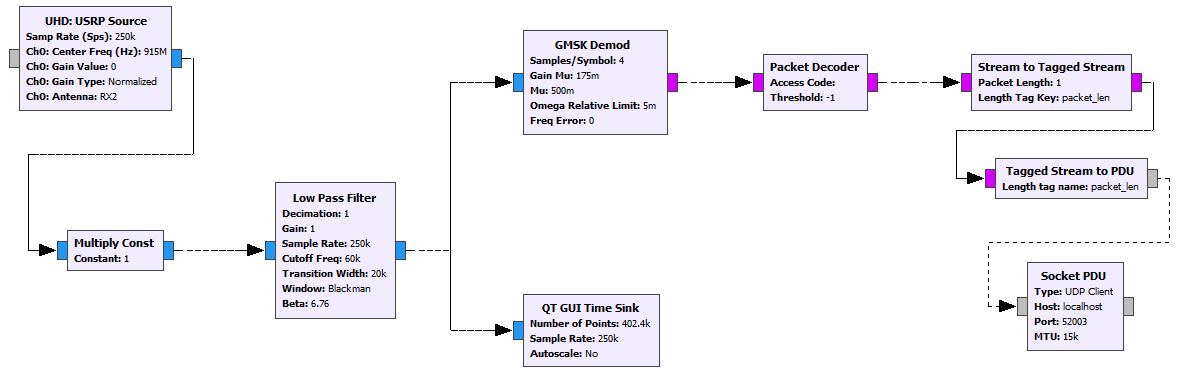 UHD: USRP Source
Samp Rate (Sps): 250k
Ch0: Center Freq (Hz): 915M
Ch0: Gain Value: 0
Ch0: Gain Type: Normalized
Ch0: Antenna: RX2
Multiply Const
Constant: 1
Low Pass Filter
Decimation: 1
Gain: 1
Sample Rate: 250k
Cutoff Freq: 60k
Transition Width: 20k
Window: Blackman
Beta: 6.76
GMSK Demod
Samples/Symbol: 4
Gain Mu: 175m
Mu: 500m
Omega Relative Limit: 5m
Freq Error: 0
QT GUI Time Sink
Number of Points: 402.4k
Sample Rate: 250k
Autoscale: No
Packet Decoder
Access Code:
Threshold: -1
Stream to Tagged Stream
Packet Length: 1
Length Tag Key: packet_len
Tagged Stream to PDU
Length tag name: packet_len
Socket PDU
Type: UDP Client
Host: localhost
Port: 52003
MTU: 15k